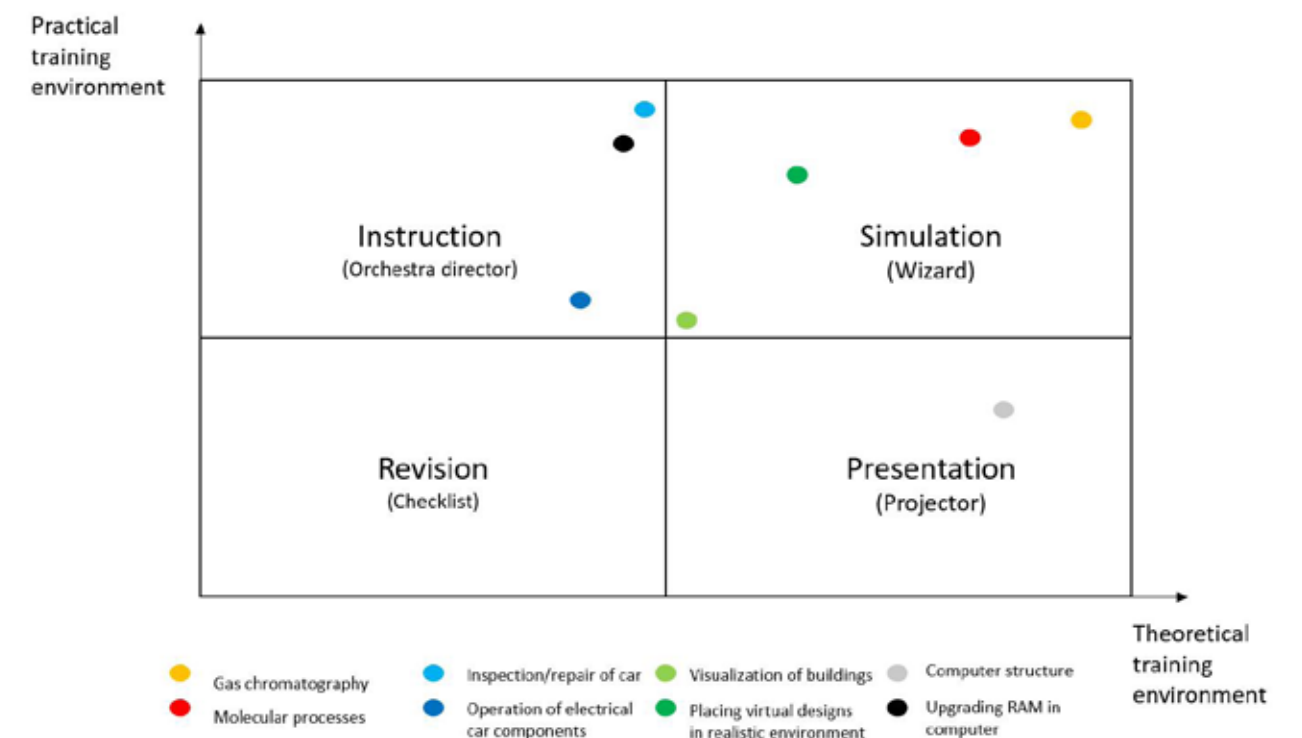 Practical
training
environment
Instruction
(Orchestra director)
Simulation
(Wizard)
Revision
(Checklist)
Presentation
(Projector)
Theoretical
training
environment
Gas chromatography
Molecular processes
Inspection/repair of car
Operation of electrical
car components
Visualization of buildings
Placing virtual designs
in realistic environment
Computer structure
Upgrading RAM in
computer